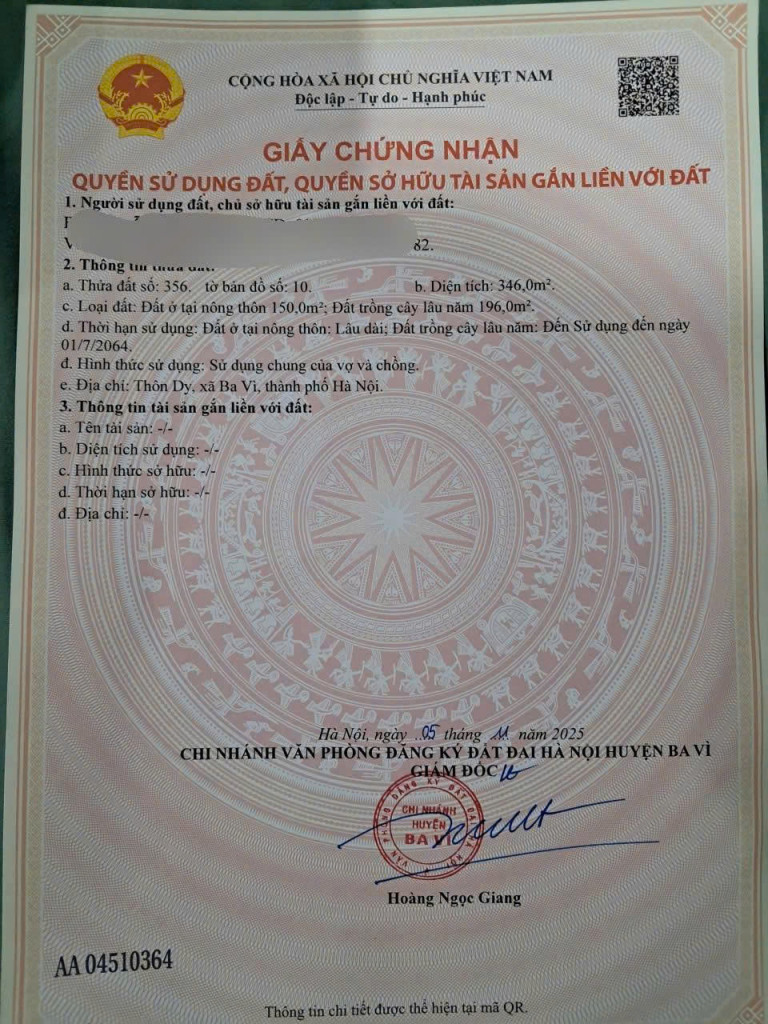 CỘNG HÒA XÃ HỘI CHỦ NGHĨA VIỆT NAM
Độc lập - Tự do - Hạnh phúc
GIẤY CHỨNG NHẬN
QUYỀN SỬ DỤNG ĐẤT, QUYỀN SỞ HỮU TÀI SẢN GẮN LIỀN VỚI ĐẤT
1. Người sử dụng đất, chủ sở hữu tài sản gắn liền với đất:
82.
2. Thông tin thửa đất:
a. Thửa đất số: 356. tờ bản đồ số: 10. b. Diện tích: 346,0m².
c. Loại đất: Đất ở tại nông thôn 150,0m²; Đất trồng cây lâu năm 196,0m².
d. Thời hạn sử dụng: Đất ở tại nông thôn: Lâu dài; Đất trồng cây lâu năm: Đến Sử dụng đến ngày
01/7/2064.
đ. Hình thức sử dụng: Sử dụng chung của vợ và chồng.
e. Địa chỉ: Thôn Dy, xã Ba Vì, thành phố Hà Nội.
3. Thông tin tài sản gắn liền với đất:
a. Tên tài sản: -/-
b. Diện tích sử dụng: -/-
c. Hình thức sở hữu: -/-
d. Thời hạn sở hữu: -/-
đ. Địa chỉ: -/-
Hà Nội, ngày 05 tháng 11 năm 2025
CHI NHÁNH VĂN PHÒNG ĐĂNG KÝ ĐẤT ĐAI HÀ NỘI HUYỆN BA VÌ
GIÁM ĐỐC
VĂN PHÒNG ĐĂNG KÝ ĐẤT ĐAI HÀ NỘI
CHI NHÁNH
HUYỆN
BA VÌ
Hoàng Ngọc Giang
AA 04510364
Thông tin chi tiết được thể hiện tại mã QR.